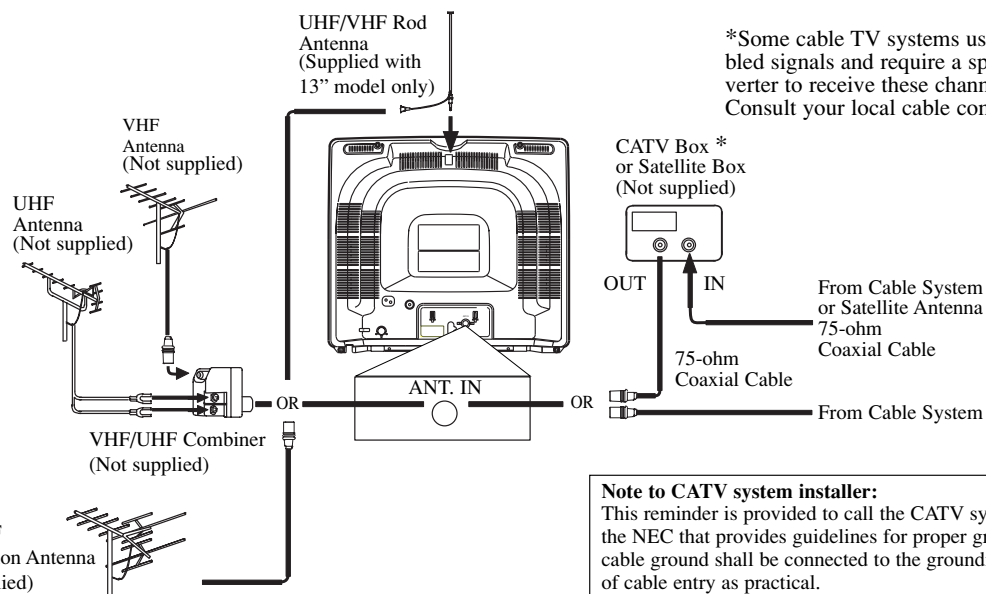 UHF/VHF Rod
Antenna
(Supplied with
13” model only)
*Some cable TV systems us
bled signals and require a sp
verter to receive these chann
Consult your local cable com
VHF
Antenna
(Not supplied)
UHF
Antenna
(Not supplied)
CATV Box *
or Satellite Box
(Not supplied)
OUT
IN
From Cable System
or Satellite Antenna
75-ohm
Coaxial Cable
75-ohm
Coaxial Cable
ANT. IN
OR
OR
From Cable System
VHF/UHF Combiner
(Not supplied)
on Antenna
lied)
Note to CATV system installer:
This reminder is provided to call the CATV sy
the NEC that provides guidelines for proper gr
cable ground shall be connected to the ground
of cable entry as practical.